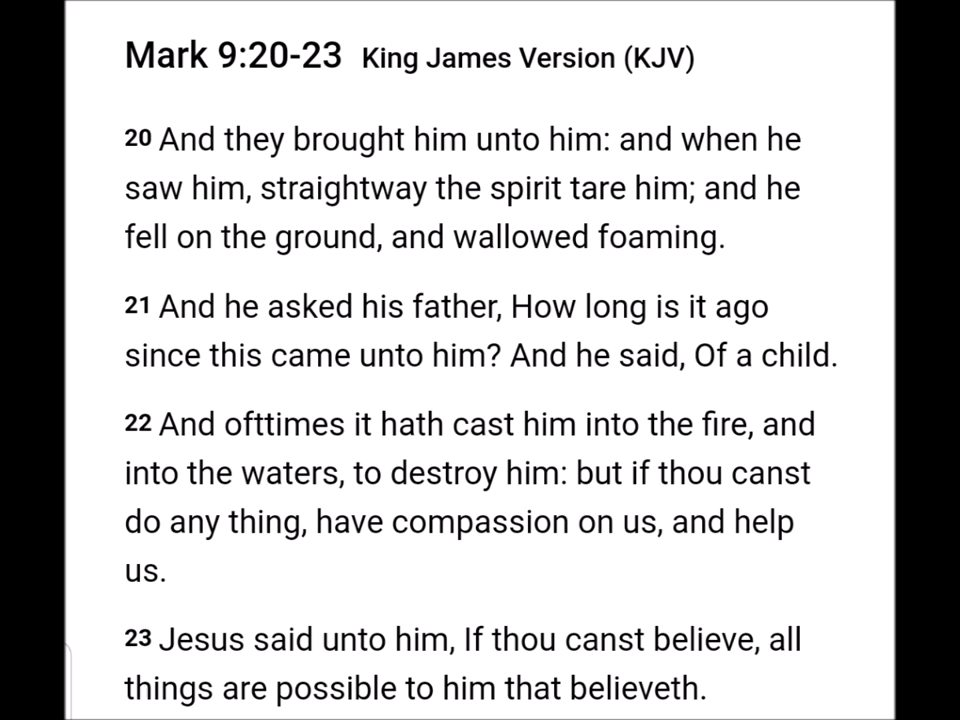 Mark 9:20-23 King James Version (KJV)
20 And they brought him unto him: and when he
saw him, straightway the spirit tare him; and he
fell on the ground, and wallowed foaming.
21 And he asked his father, How long is it ago
since this came unto him? And he said, Of a child.
22 And ofttimes it hath cast him into the fire, and
into the waters, to destroy him: but if thou canst
do any thing, have compassion on us, and help
us.
23 Jesus said unto him, If thou canst believe, all
things are possible to him that believeth.